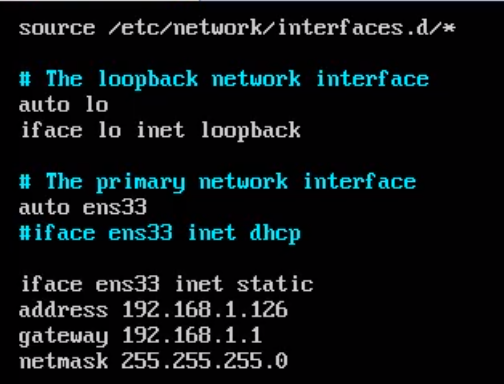 source /etc/network/interfaces.d/*
# The loopback network interface
auto lo
iface lo inet loopback
# The primary network interface
auto ens33
#iface ens33 inet dhcp
iface ens33 inet static
address 192.168.1.126
gateway 192.168.1.1
netmask 255.255.255.0